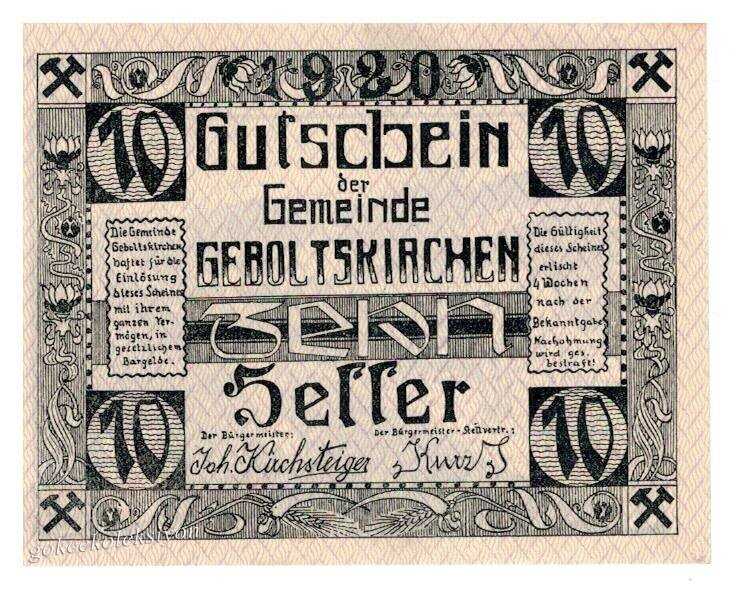 1920
10
10
Gutschein
der
Gemeinde
GEBOLTSKIRCHEN
Die Gemeinde
Geboltskirchen
haftet für die
Einlösung
dieses Scheines
mit ihrem
ganzen Ver-
mögen, in
gesetzlichem
Bargelde.
Die Gültigkeit
dieses Scheines
erlischt
4 Wochen
nach der
Bekanntgabe
Nachahmung
wird ges.
bestraft!
Zehn
Heller
10
10
Der Bürgermeister:
Der Bürgermeister-Stellvertr.:
Joh. Kirchsteiger
Kurz J
gokcekoleksiyon